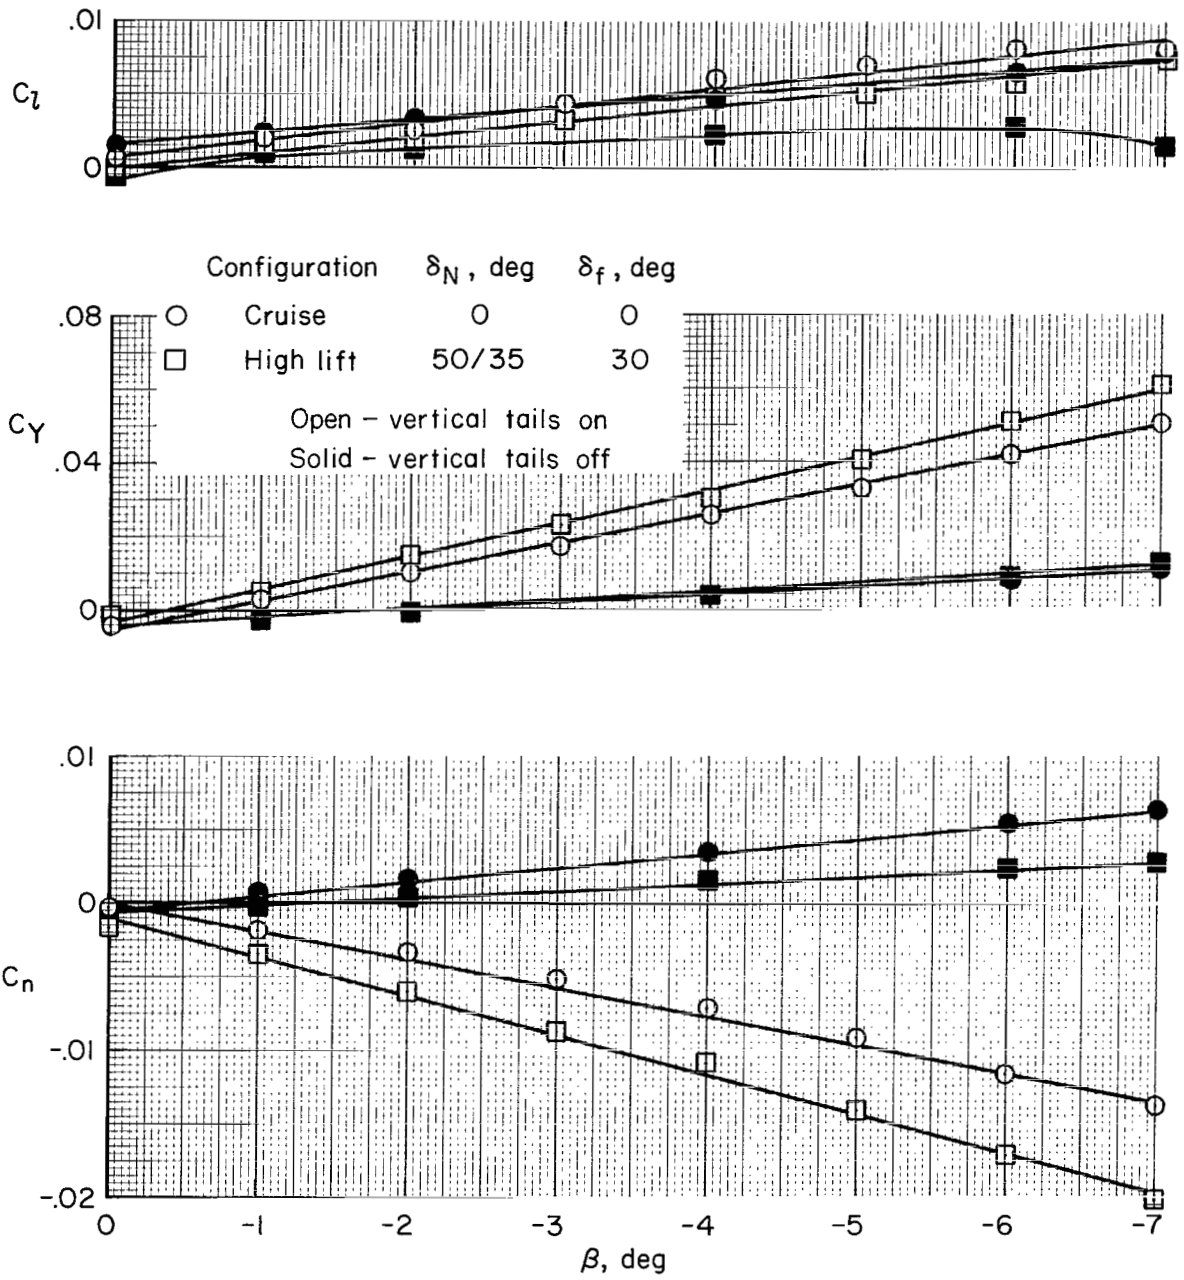 .01
C_l
0
Configuration δ_N, deg δ_f, deg
Cruise 0 0
High lift 50/35 30
Open – vertical tails on
Solid – vertical tails off
.08
C_Y
.04
0
.01
0
C_n
-.01
-.02
0 -1 -2 -3 -4 -5 -6 -7
β, deg